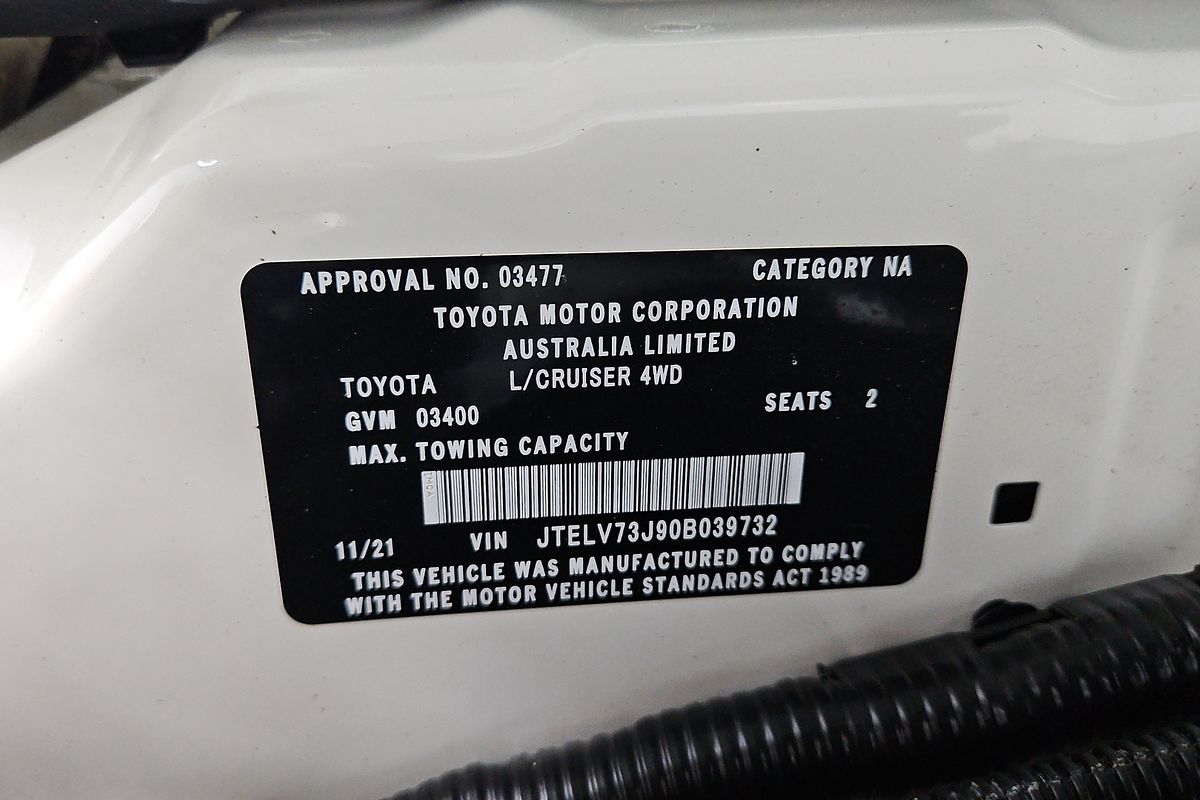 APPROVAL NO. 03477 CATEGORY NA
TOYOTA MOTOR CORPORATION
AUSTRALIA LIMITED
TOYOTA L/CRUISER 4WD
GVM 03400 SEATS 2
MAX. TOWING CAPACITY
TMCA
11/21 VIN JTELV73J90B039732
THIS VEHICLE WAS MANUFACTURED TO COMPLY
WITH THE MOTOR VEHICLE STANDARDS ACT 1989